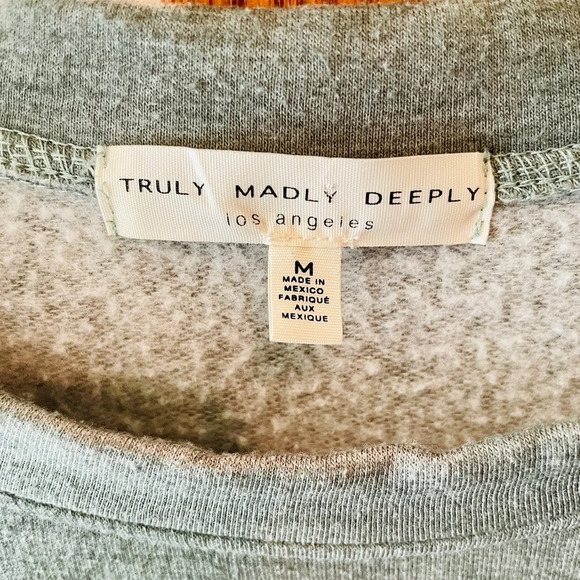 TRULY MADLY DEEPLY
los angeles
M
MADE IN
MEXICO
FABRIQUÉ
AUX
MEXIQUE